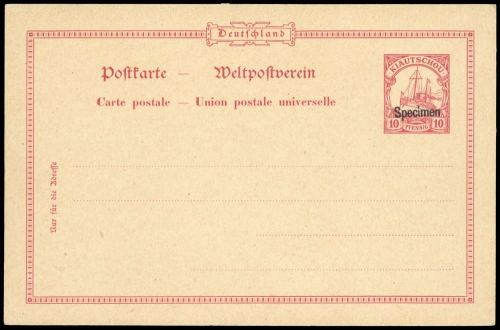 Deutschland
Postkarte — Weltpostverein
Carte postale — Union postale universelle
KIAUTSCHOU
Specimen
10 PFENNIG 10
Nur für die Adresse